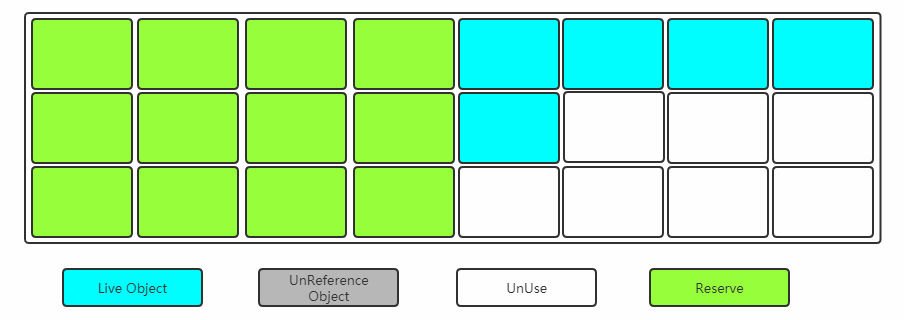 Live Object
UnReference
Object
UnUse
Reserve